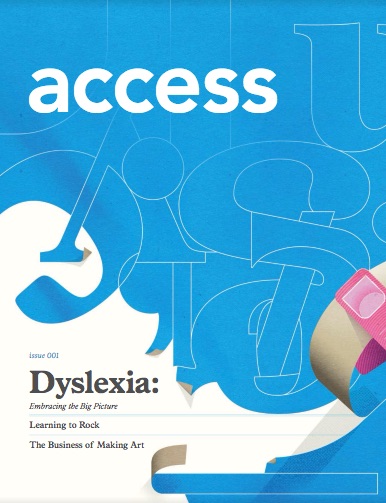 access
issue 001
Dyslexia:
Embracing the Big Picture
Learning to Rock
The Business of Making Art